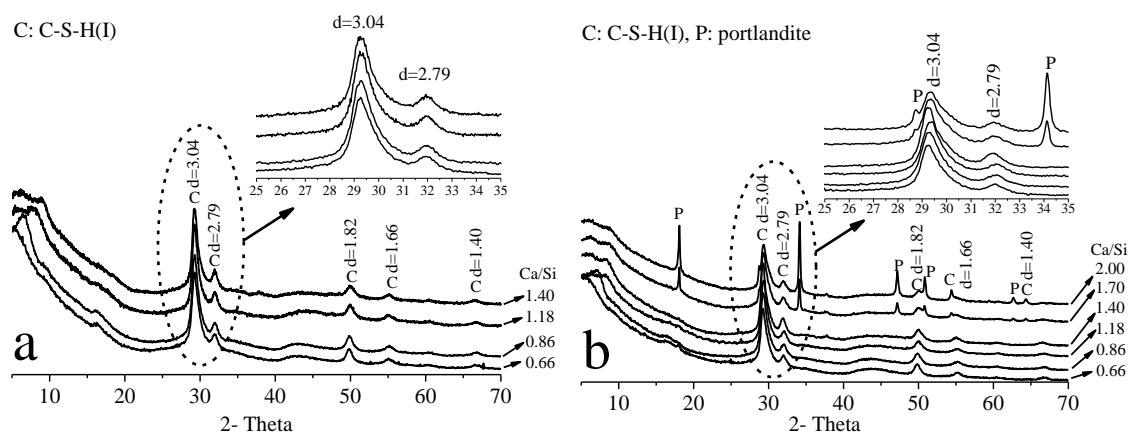 C: C-S-H(I)
d=3.04
d=2.79
25 26 27 28 29 30 31 32 33 34 35
C d=3.04
C d=2.79
C d=1.82
C d=1.66
C d=1.40
Ca/Si
1.40
1.18
0.86
0.66
a
10 20 30 40 50 60 70
2- Theta
C: C-S-H(I), P: portlandite
P
d=3.04
d=2.79
P
25 26 27 28 29 30 31 32 33 34 35
P
C d=3.04
C d=2.79
P
P
C d=1.82
P
C d=1.66
P
C d=1.40
Ca/Si
2.00
1.70
1.40
1.18
0.86
0.66
b
10 20 30 40 50 60 70
2- Theta